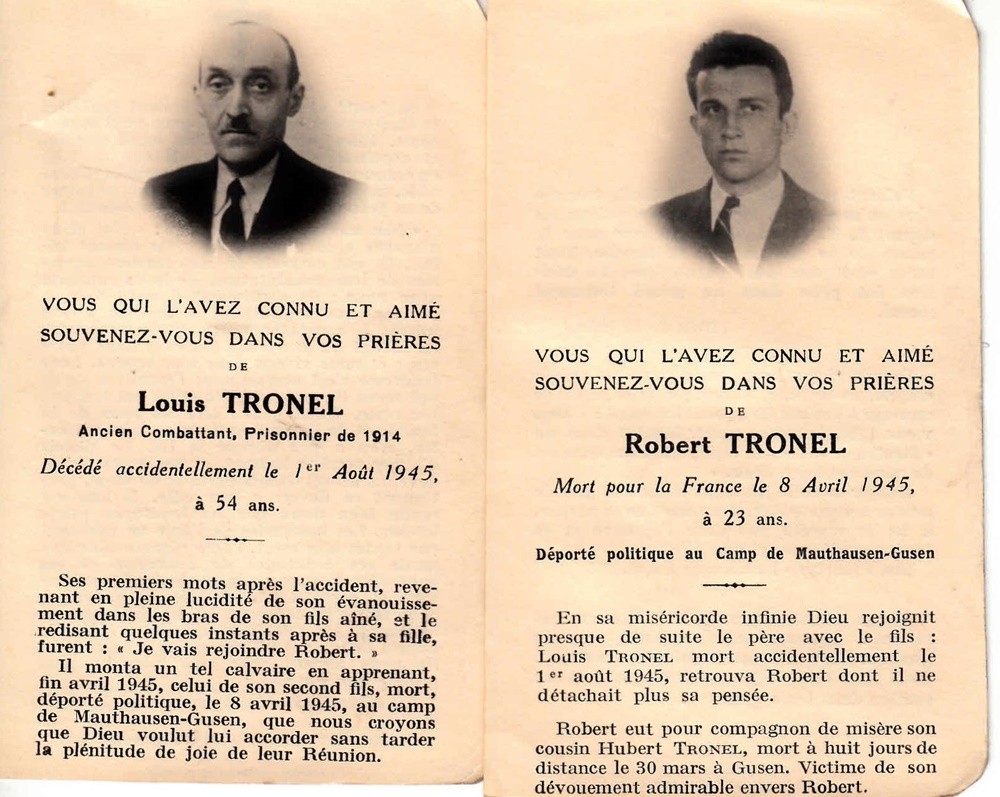 VOUS QUI L'AVEZ CONNU ET AIMÉ
SOUVENEZ-VOUS DANS VOS PRIÈRES
DE
Louis TRONEL
Ancien Combattant, Prisonnier de 1914
Décédé accidentellement le 1er Août 1945,
à 54 ans.
Ses premiers mots après l'accident, reve-
nant en pleine lucidité de son évanouisse-
ment dans les bras de son fils aîné, et le
redisant quelques instants après à sa fille,
furent : « Je vais rejoindre Robert. »
Il monta un tel calvaire en apprenant,
fin avril 1945, celui de son second fils, mort,
déporté politique, le 8 avril 1945, au camp
de Mauthausen-Gusen, que nous croyons
que Dieu voulut lui accorder sans tarder
la plénitude de joie de leur Réunion.
VOUS QUI L'AVEZ CONNU ET AIMÉ
SOUVENEZ-VOUS DANS VOS PRIÈRES
DE
Robert TRONEL
Mort pour la France le 8 Avril 1945,
à 23 ans.
Déporté politique au Camp de Mauthausen-Gusen
En sa miséricorde infinie Dieu rejoignit
presque de suite le père avec le fils :
Louis TRONEL mort accidentellement le
1er août 1945, retrouva Robert dont il ne
détachait plus sa pensée.
Robert eut pour compagnon de misère son
cousin Hubert TRONEL, mort à huit jours de
distance le 30 mars à Gusen. Victime de son
dévouement admirable envers Robert.